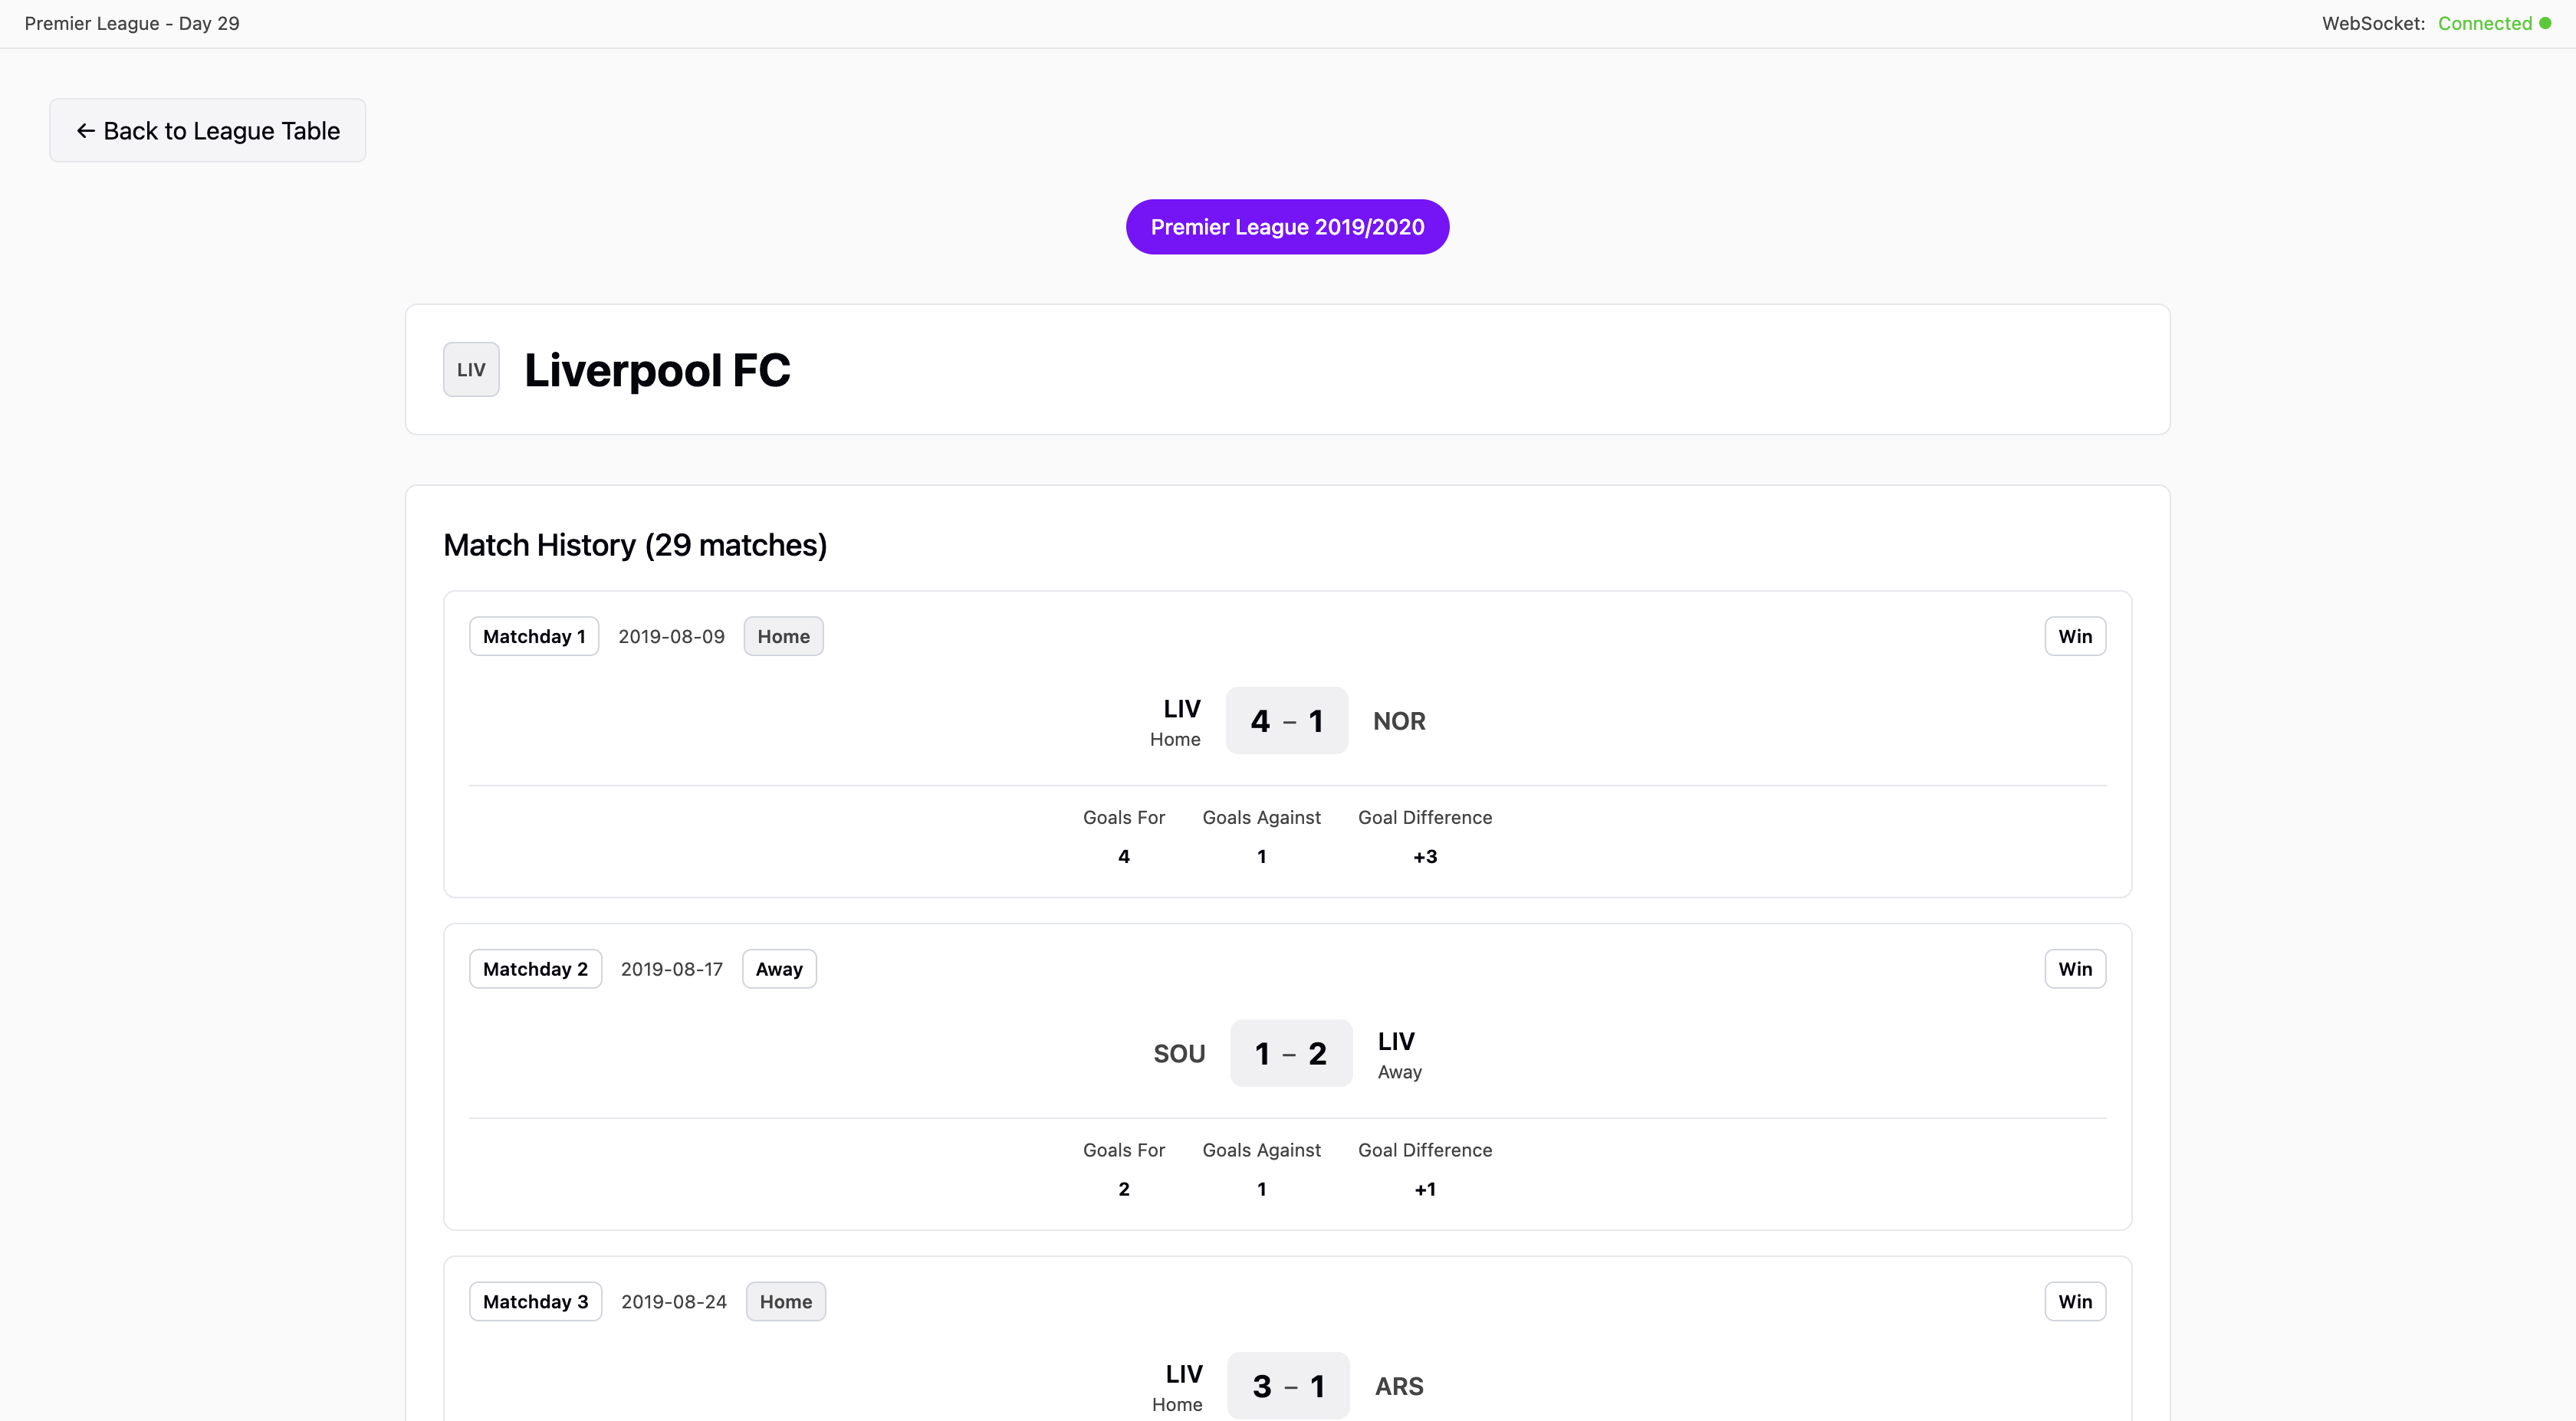 Premier League - Day 29
WebSocket: Connected
← Back to League Table
Premier League 2019/2020
LIV Liverpool FC
Match History (29 matches)
Matchday 1 2019-08-09 Home Win
LIV 4 – 1 NOR
Home
Goals For Goals Against Goal Difference
4 1 +3
Matchday 2 2019-08-17 Away Win
SOU 1 – 2 LIV
Away
Goals For Goals Against Goal Difference
2 1 +1
Matchday 3 2019-08-24 Home Win
LIV 3 – 1 ARS
Home